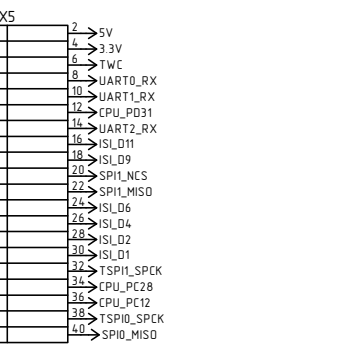 X5
2 5V
4 3.3V
6 TWC
8 UART0_RX
10 UART1_RX
12 CPU_PD31
14 UART2_RX
16 ISI_D11
18 ISI_D9
20 SPI1_NCS
22 SPI1_MISO
24 ISI_D6
26 ISI_D4
28 ISI_D2
30 ISI_D1
32 TSPI1_SPCK
34 CPU_PC28
36 CPU_PC12
38 TSPI0_SPCK
40 SPI0_MISO